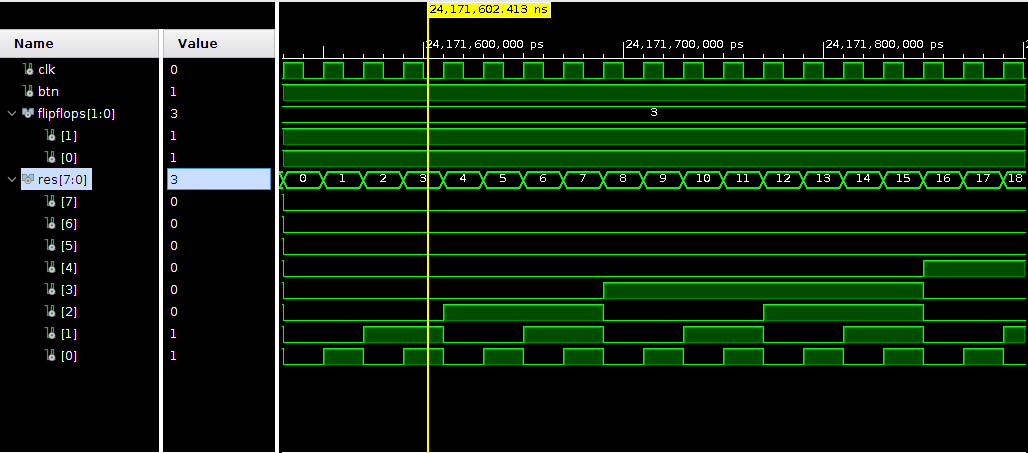 24,171,602.413 ns
Name Value
24,171,600,000 ps 24,171,700,000 ps 24,171,800,000 ps
clk 0
btn 1
flipflops[1:0] 3 3
[1] 1
[0] 1
res[7:0] 3 0 1 2 3 4 5 6 7 8 9 10 11 12 13 14 15 16 17 18
[7] 0
[6] 0
[5] 0
[4] 0
[3] 0
[2] 0
[1] 1
[0] 1